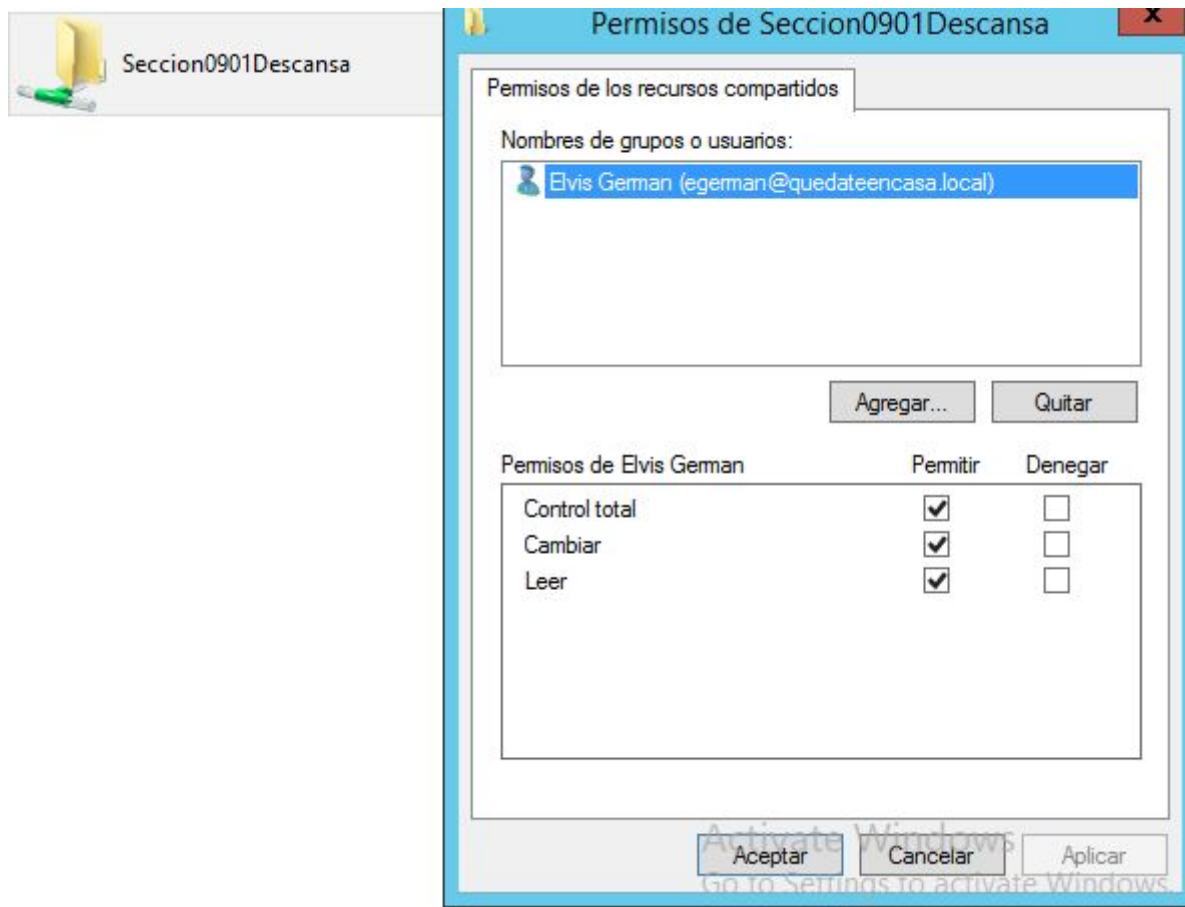 Seccion0901Descansa
Permisos de Seccion0901Descansa
x
Permisos de los recursos compartidos
Nombres de grupos o usuarios:
Elvis German (egerman@quedateencasa.local)
Agregar... Quitar
Permisos de Elvis German Permitir Denegar
Control total
Cambiar
Leer
Activate Windows
Aceptar Cancelar Aplicar
Go to Settings to activate Windows.